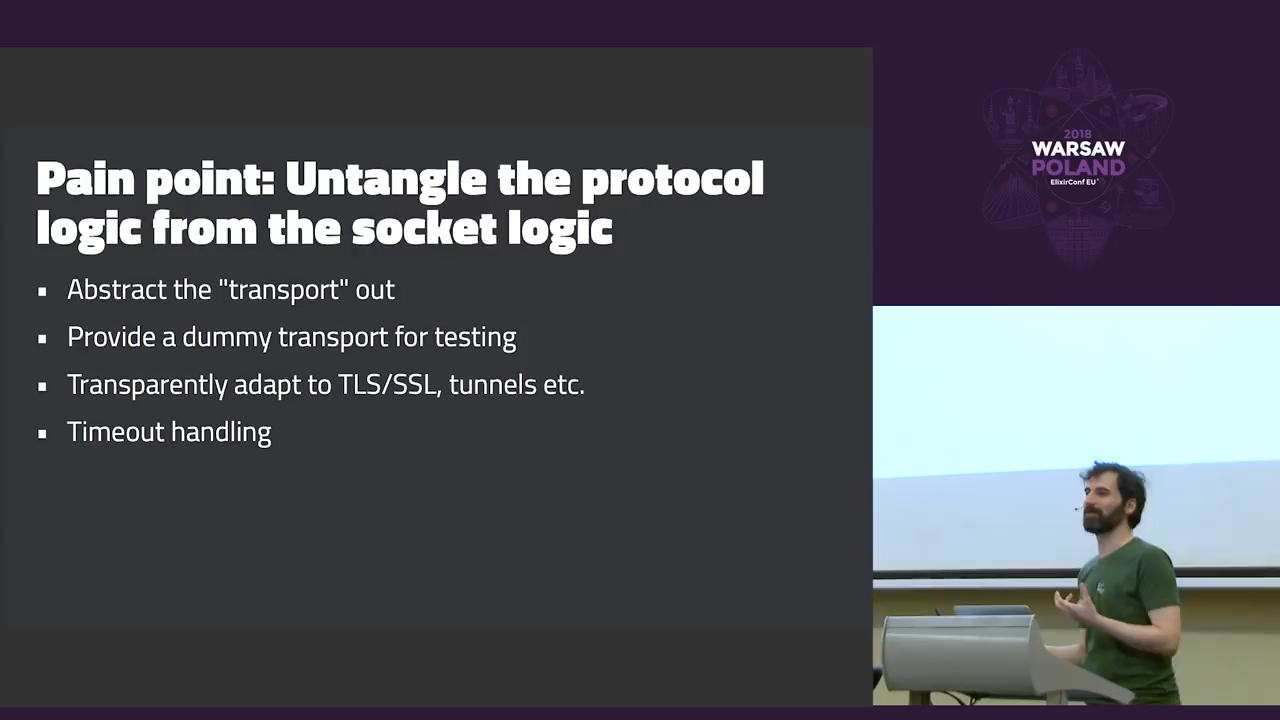 Pain point: Untangle the protocol
logic from the socket logic
▪ Abstract the "transport" out
▪ Provide a dummy transport for testing
▪ Transparently adapt to TLS/SSL, tunnels etc.
▪ Timeout handling
2018
WARSAW
POLAND
ElixirConf EU